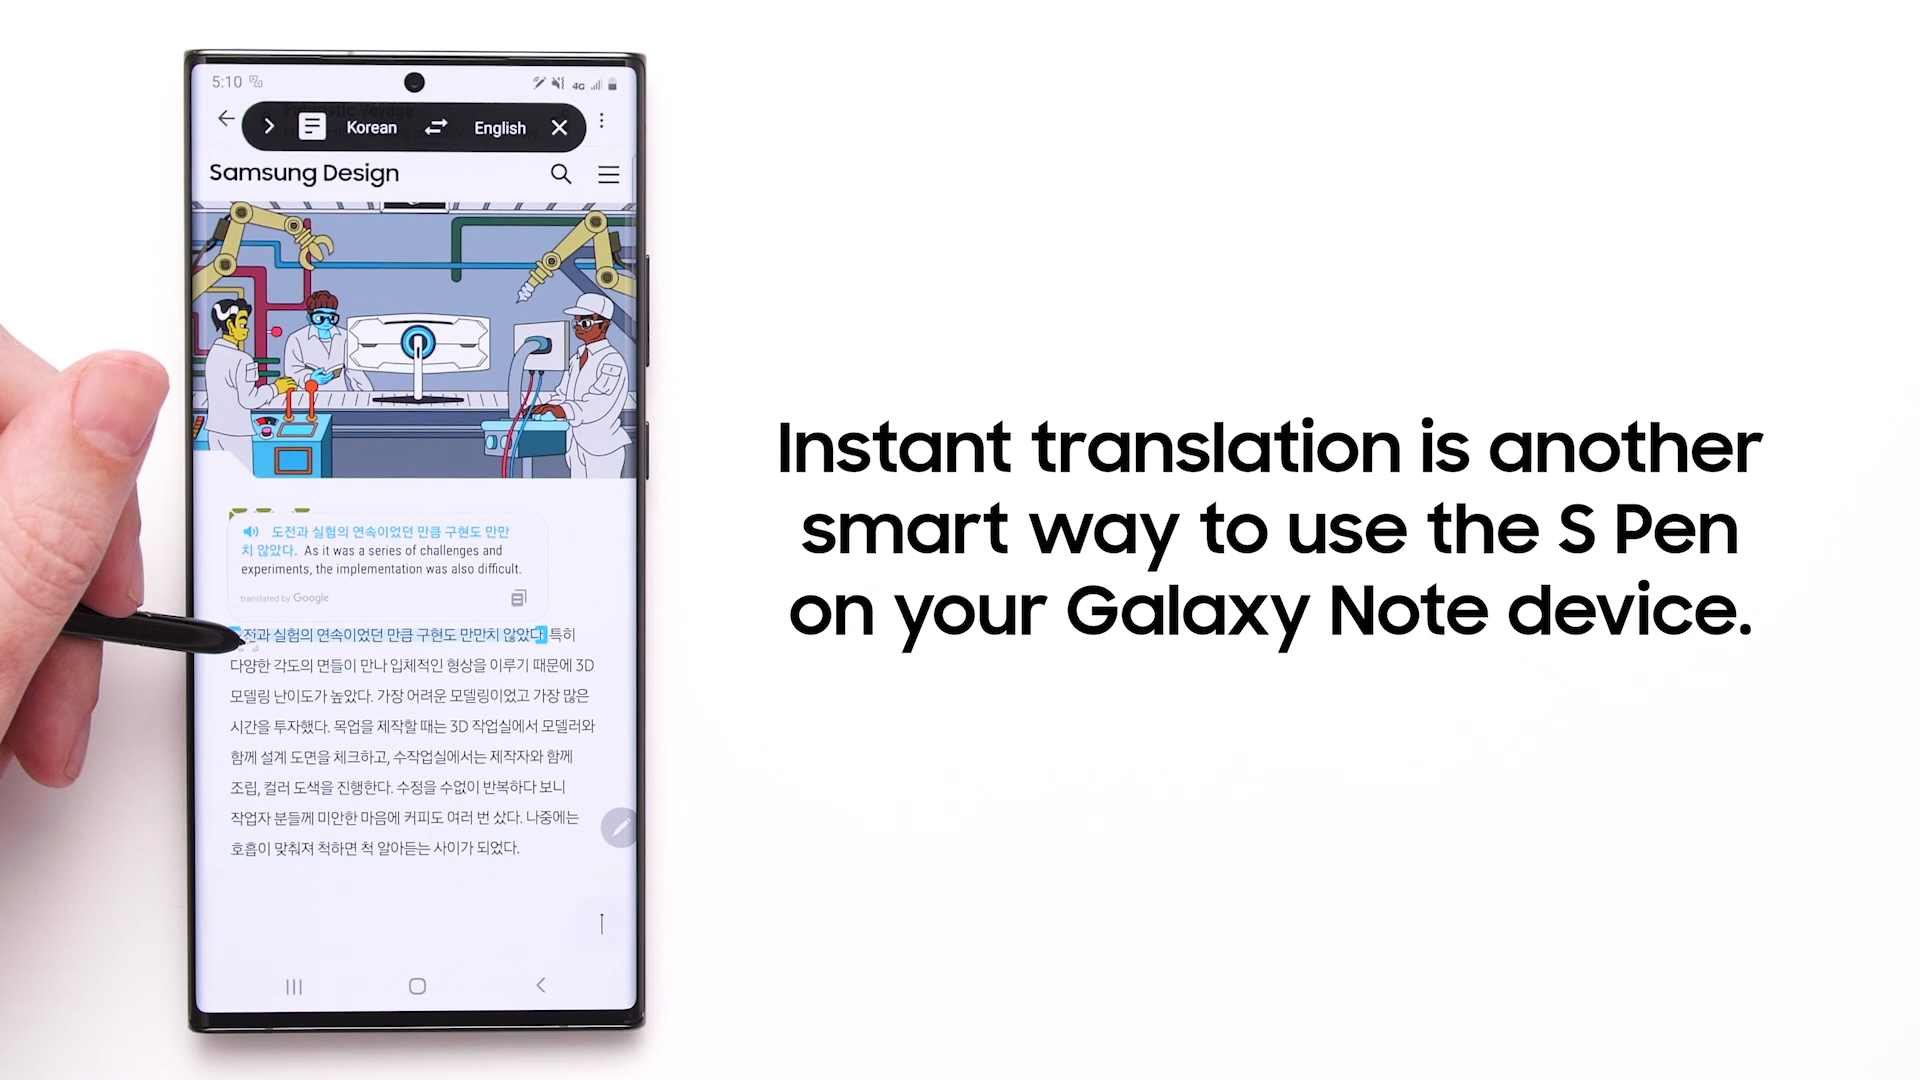 5:10
4G
Korean English
Samsung Design
도전과 실험의 연속이었던 만큼 구현도 만만
치 않았다. As it was a series of challenges and
experiments, the implementation was also difficult.
translated by Google
전과 실험의 연속이었던 만큼 구현도 만만치 않았다 특히
다양한 각도의 면들이 만나 입체적인 형상을 이루기 때문에 3D
모델링 난이도가 높았다. 가장 어려운 모델링이었고 가장 많은
시간을 투자했다. 목업을 제작할 때는 3D 작업실에서 모델러와
함께 설계 도면을 체크하고, 수작업실에서는 제작자와 함께
조립, 컬러 도색을 진행한다. 수정을 수없이 반복하다 보니
작업자 분들께 미안한 마음에 커피도 여러 번 샀다. 나중에는
호흡이 맞춰져 척하면 척 알아듣는 사이가 되었다.
Instant translation is another
smart way to use the S Pen
on your Galaxy Note device.